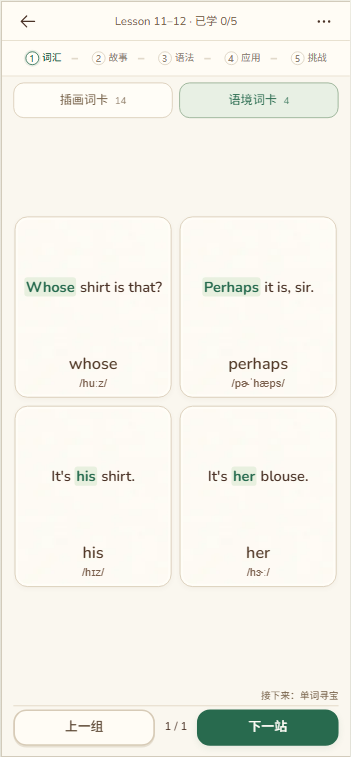 Lesson 11–12 · 已学 0/5
1 词汇 – 2 故事 – 3 语法 – 4 应用 – 5 挑战
插画词卡 14 语境词卡 4
Whose shirt is that?
whose
/huːz/
Perhaps it is, sir.
perhaps
/pɚˈhæps/
It's his shirt.
his
/hɪz/
It's her blouse.
her
/hɝː/
接下来：单词寻宝
上一组 1 / 1 下一站